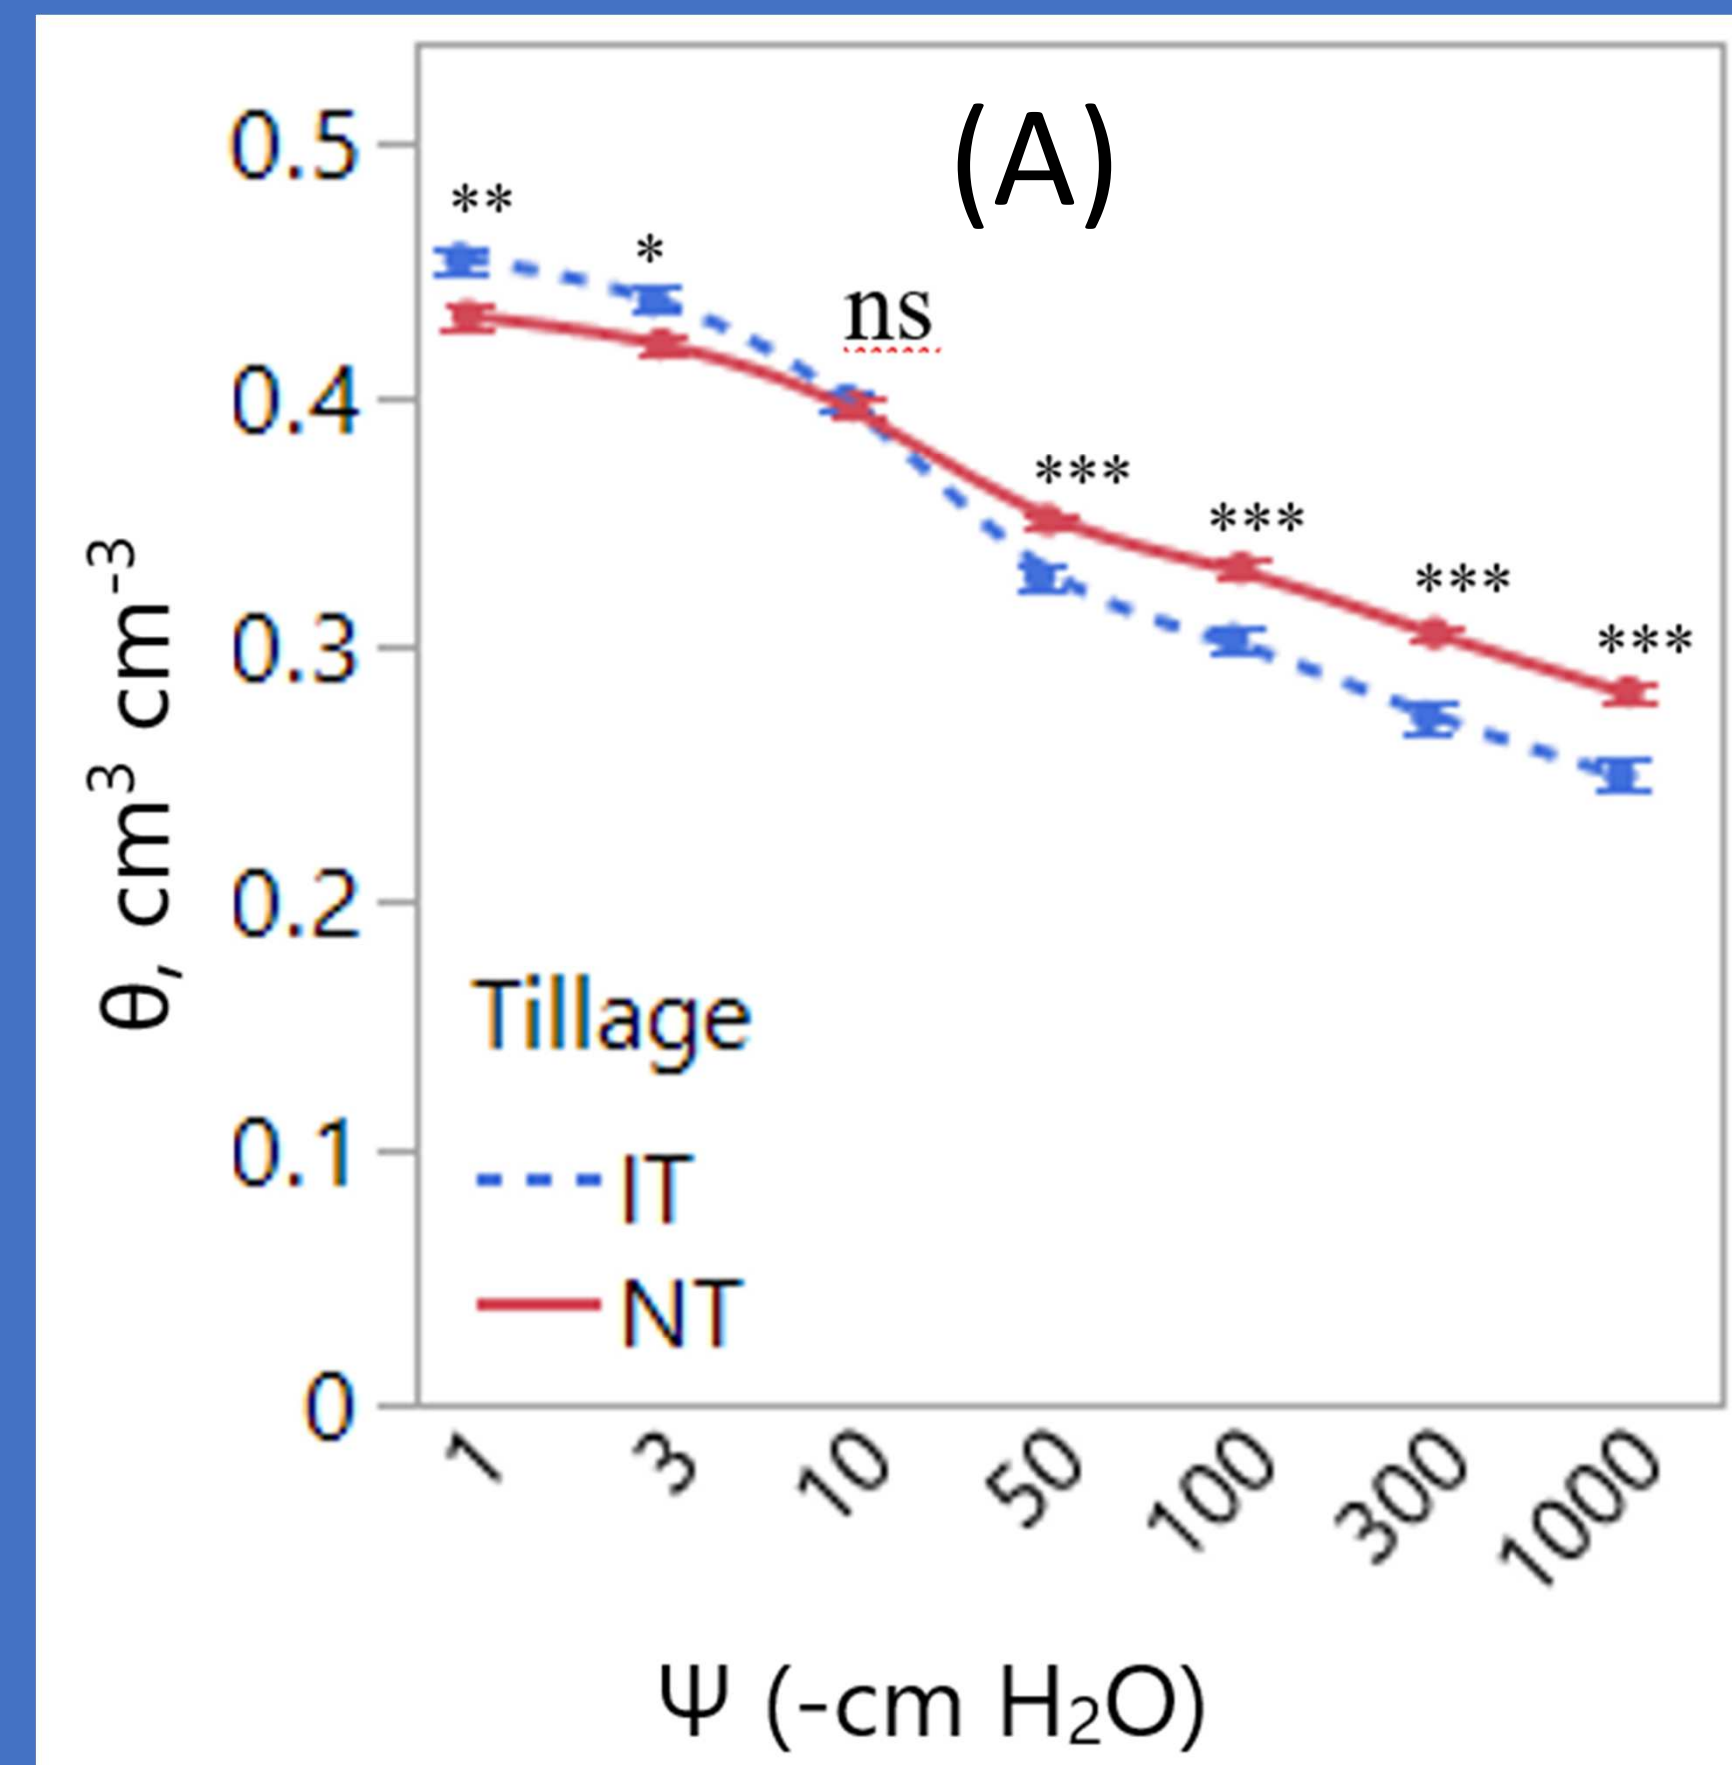 (A)
0.5
**
*
ns
0.4
***
***
***
***
0.3
0.2
0.1
0
θ, cm³ cm⁻³
Tillage
IT
NT
1 3 10 50 100 300 1000
Ψ (-cm H₂O)